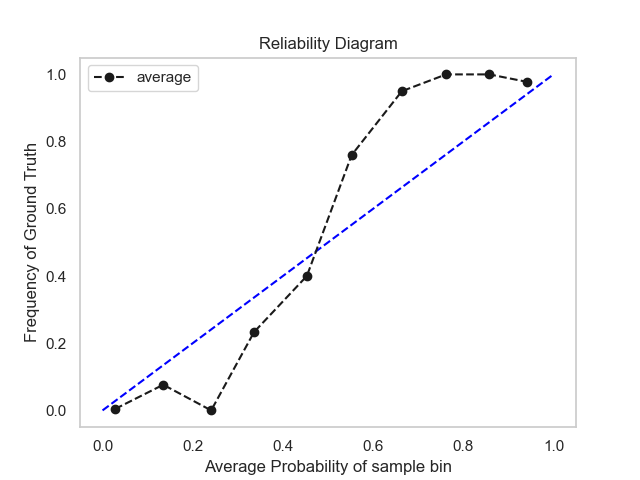 Reliability Diagram
average
Frequency of Ground Truth
1.0
0.8
0.6
0.4
0.2
0.0
0.0 0.2 0.4 0.6 0.8 1.0
Average Probability of sample bin